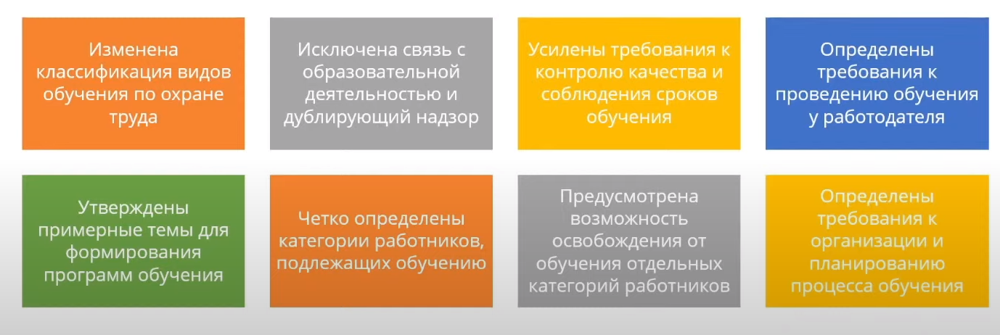 Изменена
классификация видов
обучения по охране
труда
Исключена связь с
образовательной
деятельностью и
дублирующий надзор
Усилены требования к
контролю качества и
соблюдения сроков
обучения
Определены
требования к
проведению обучения
у работодателя
Утверждены
примерные темы для
формирования
программ обучения
Четко определены
категории работников,
подлежащих обучению
Предусмотрена
возможность
освобождения от
обучения отдельных
категорий работников
Определены
требования к
организации и
планированию
процесса обучения